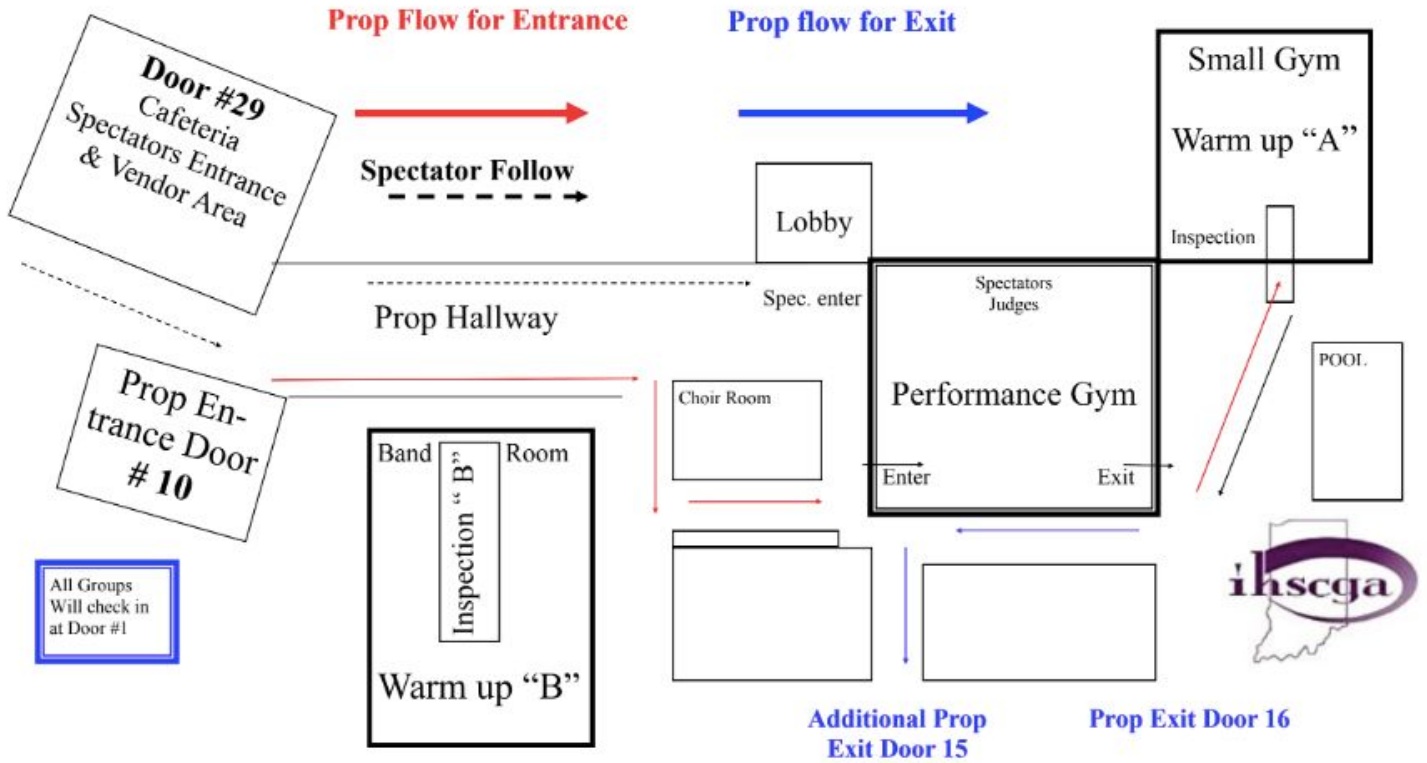 Prop Flow for Entrance
Prop flow for Exit
Door #29
Cafeteria
Spectators Entrance
& Vendor Area
Spectator Follow
Lobby
Small Gym
Warm up “A”
Inspection
Spec. enter
Prop Hallway
Spectators
Judges
Performance Gym
Enter
Exit
POOL
Prop En-
trance Door
# 10
Choir Room
Band
Room
Inspection “ B”
Warm up “B”
All Groups
Will check in
at Door #1
ihscga
Additional Prop
Exit Door 15
Prop Exit Door 16